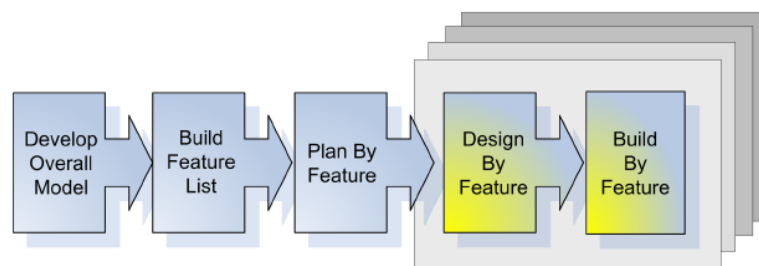 Develop
Overall
Model
Build
Feature
List
Plan By
Feature
Design
By
Feature
Build
By
Feature